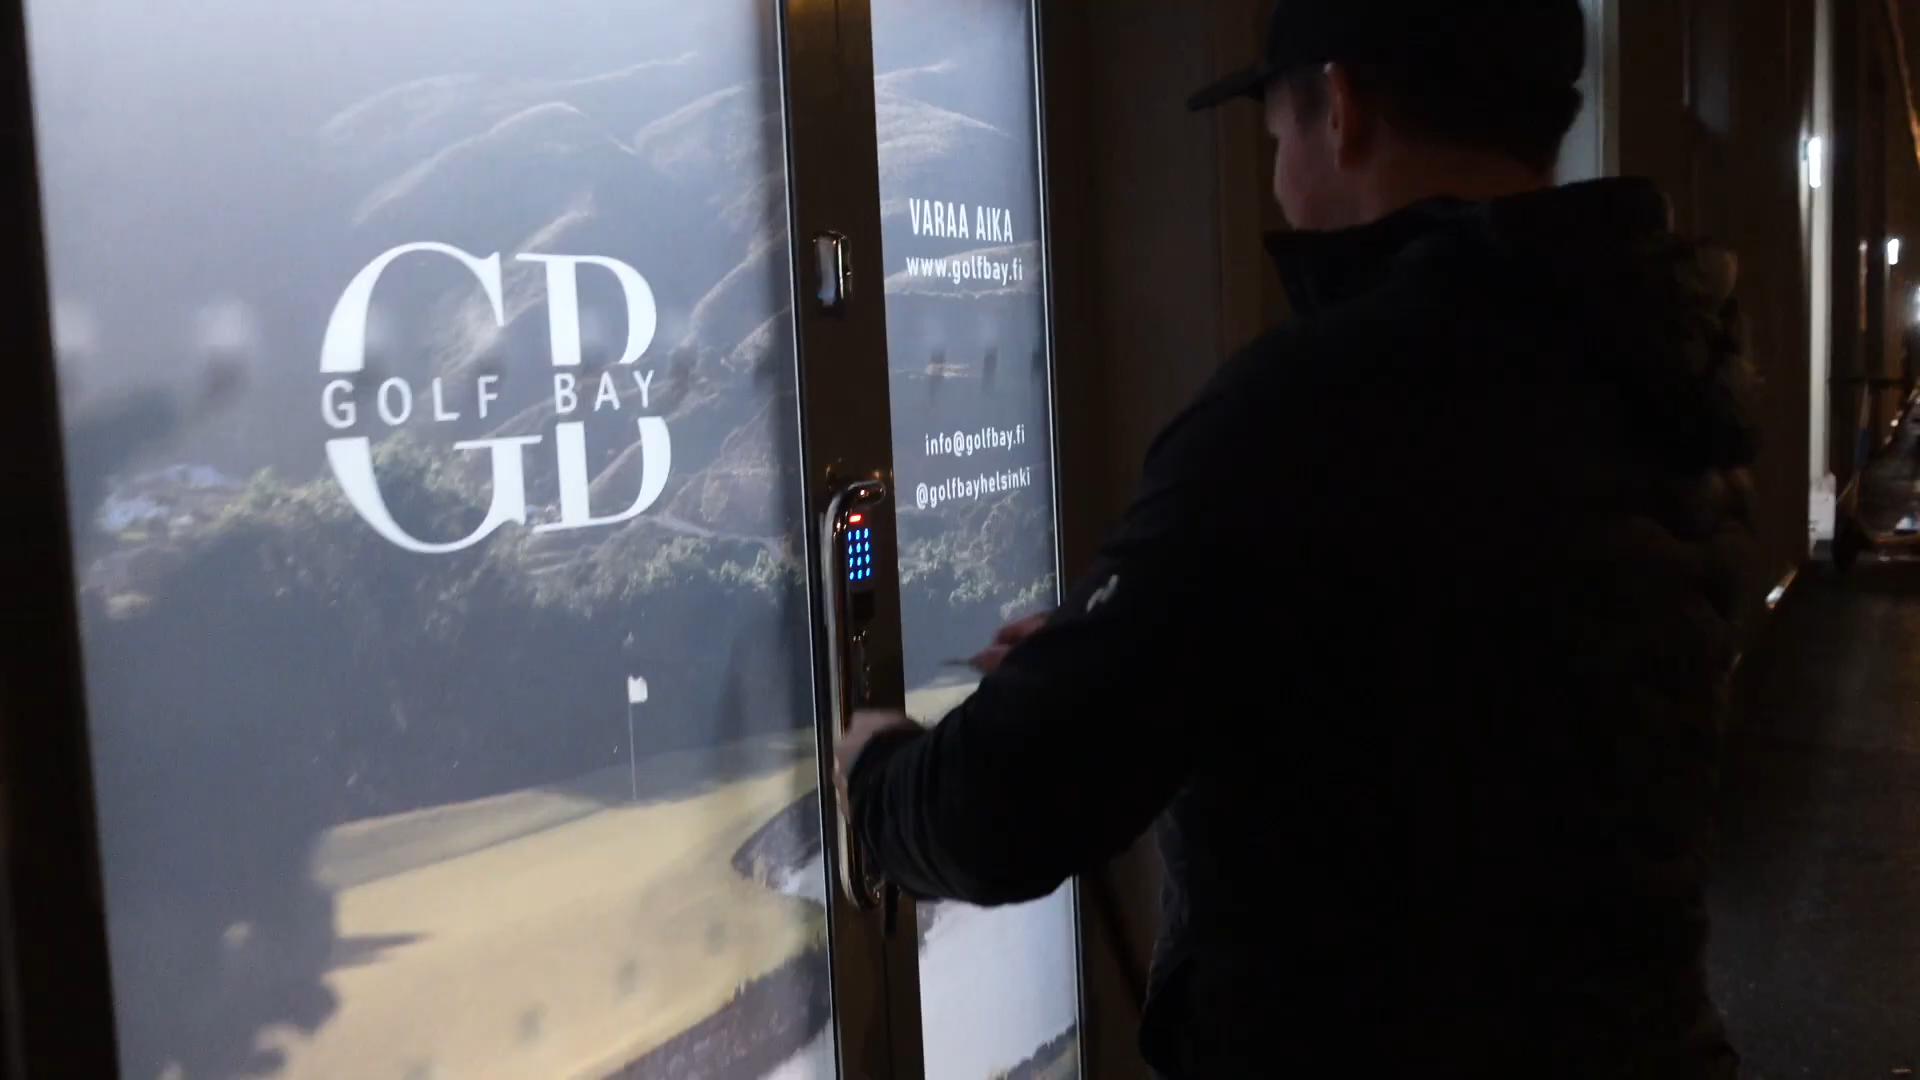 GB
GOLF BAY
VARAA AIKA
www.golfbay.fi
info@golfbay.fi
@golfbayhelsinki